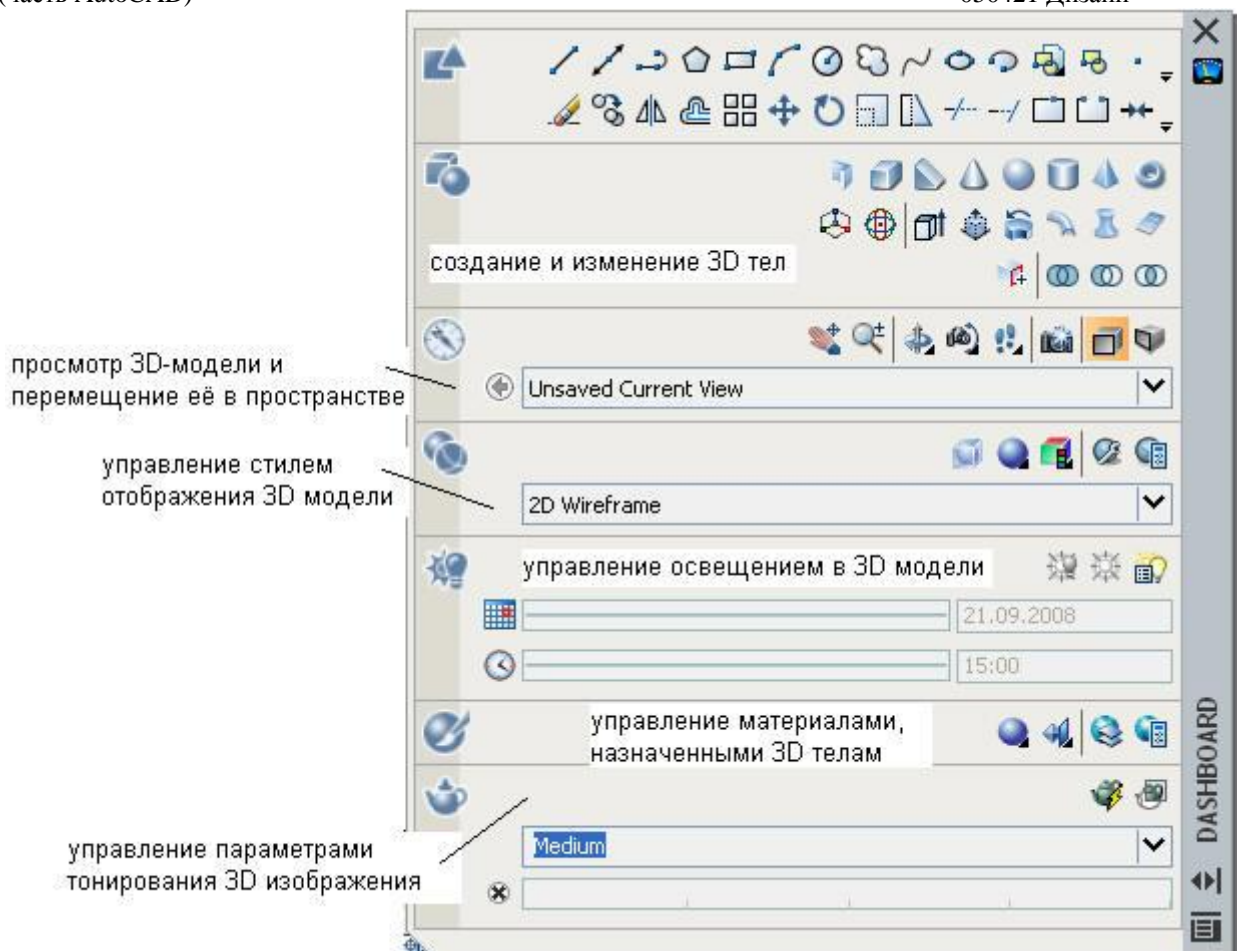 (часть AutoCAD)
создание и изменение 3D тел
просмотр 3D-модели и
перемещение её в пространстве
Unsaved Current View
управление стилем
отображения 3D модели
2D Wireframe
управление освещением в 3D модели
21.09.2008
15:00
управление материалами,
назначенными 3D телам
DASHBOARD
управление параметрами
тонирования 3D изображения
Medium